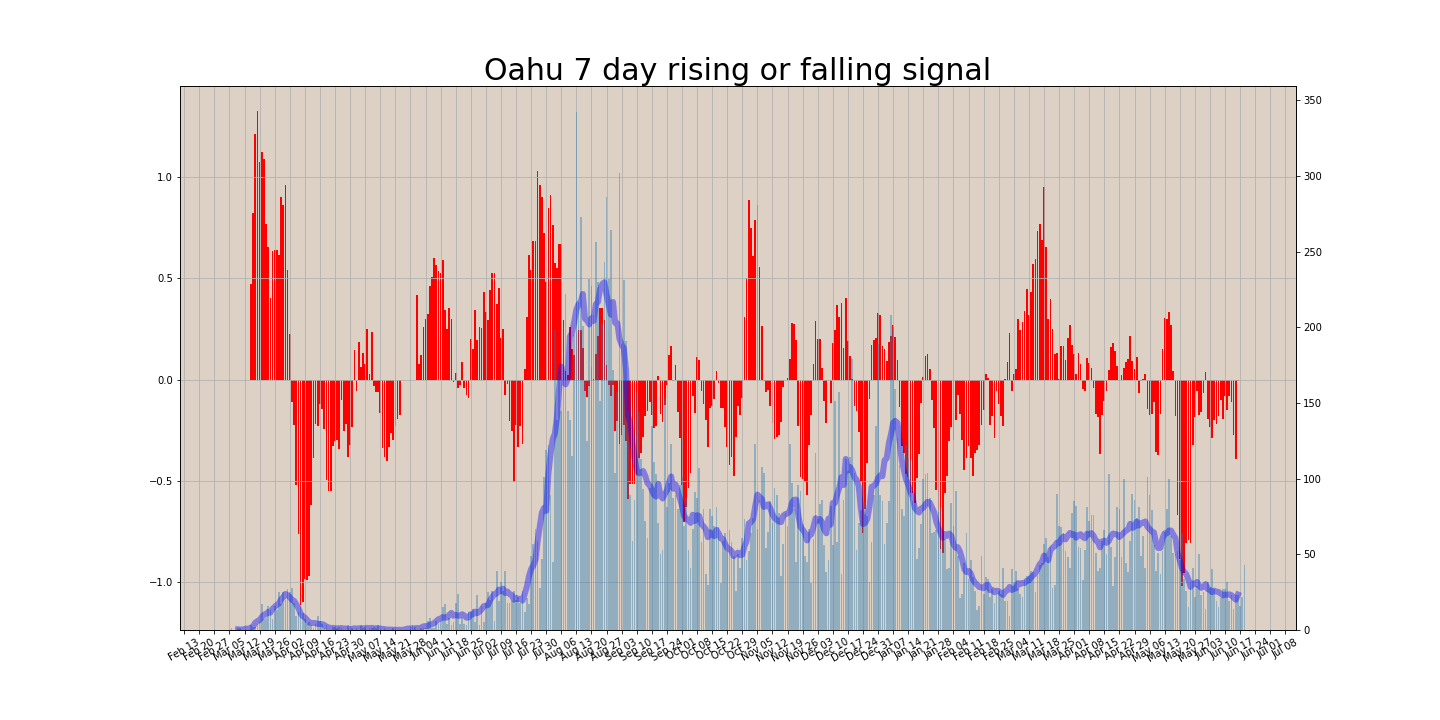 Oahu 7 day rising or falling signal
1.0
0.5
0.0
−0.5
−1.0
350
300
250
200
150
100
50
0
Feb 13
Feb 20
Feb 27
Mar 05
Mar 12
Mar 19
Mar 26
Apr 02
Apr 09
Apr 16
Apr 23
Apr 30
May 07
May 14
May 21
May 28
Jun 04
Jun 11
Jun 18
Jun 25
Jul 02
Jul 09
Jul 16
Jul 23
Jul 30
Aug 06
Aug 13
Aug 20
Aug 27
Sep 03
Sep 10
Sep 17
Sep 24
Oct 01
Oct 08
Oct 15
Oct 22
Oct 29
Nov 05
Nov 12
Nov 19
Nov 26
Dec 03
Dec 10
Dec 17
Dec 24
Dec 31
Jan 07
Jan 14
Jan 21
Jan 28
Feb 04
Feb 11
Feb 18
Feb 25
Mar 04
Mar 11
Mar 18
Mar 25
Apr 01
Apr 08
Apr 15
Apr 22
Apr 29
May 06
May 13
May 20
May 27
Jun 03
Jun 10
Jun 17
Jun 24
Jul 01
Jul 08